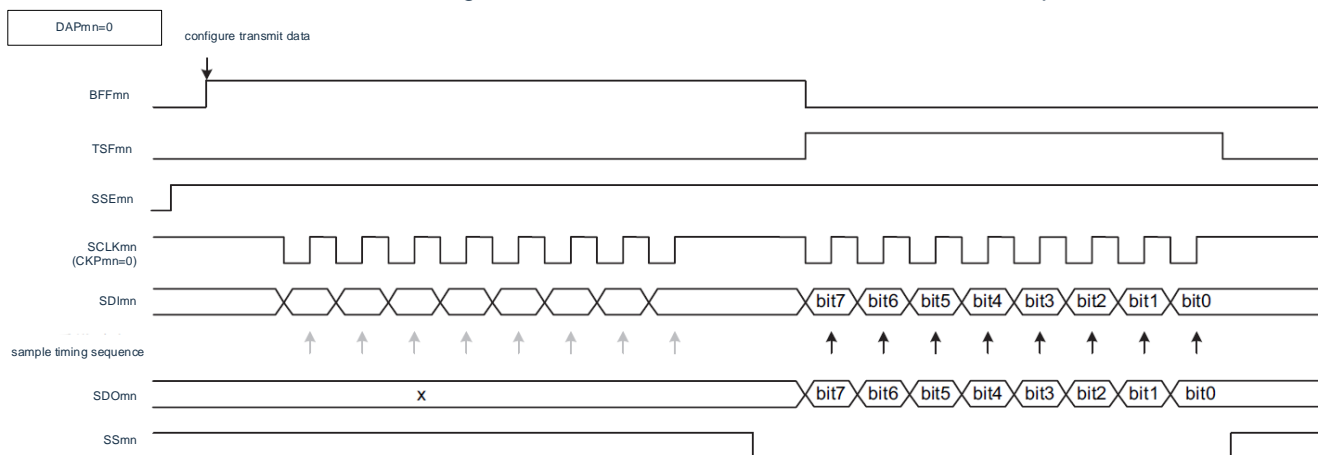 DAPmn=0
configure transmit data
BFFmn
TSFmn
SSEmn
SCLKmn
(CKPmn=0)
SDImn
bit7 bit6 bit5 bit4 bit3 bit2 bit1 bit0
sample timing sequence
SDOmn
x
bit7 bit6 bit5 bit4 bit3 bit2 bit1 bit0
SSmn